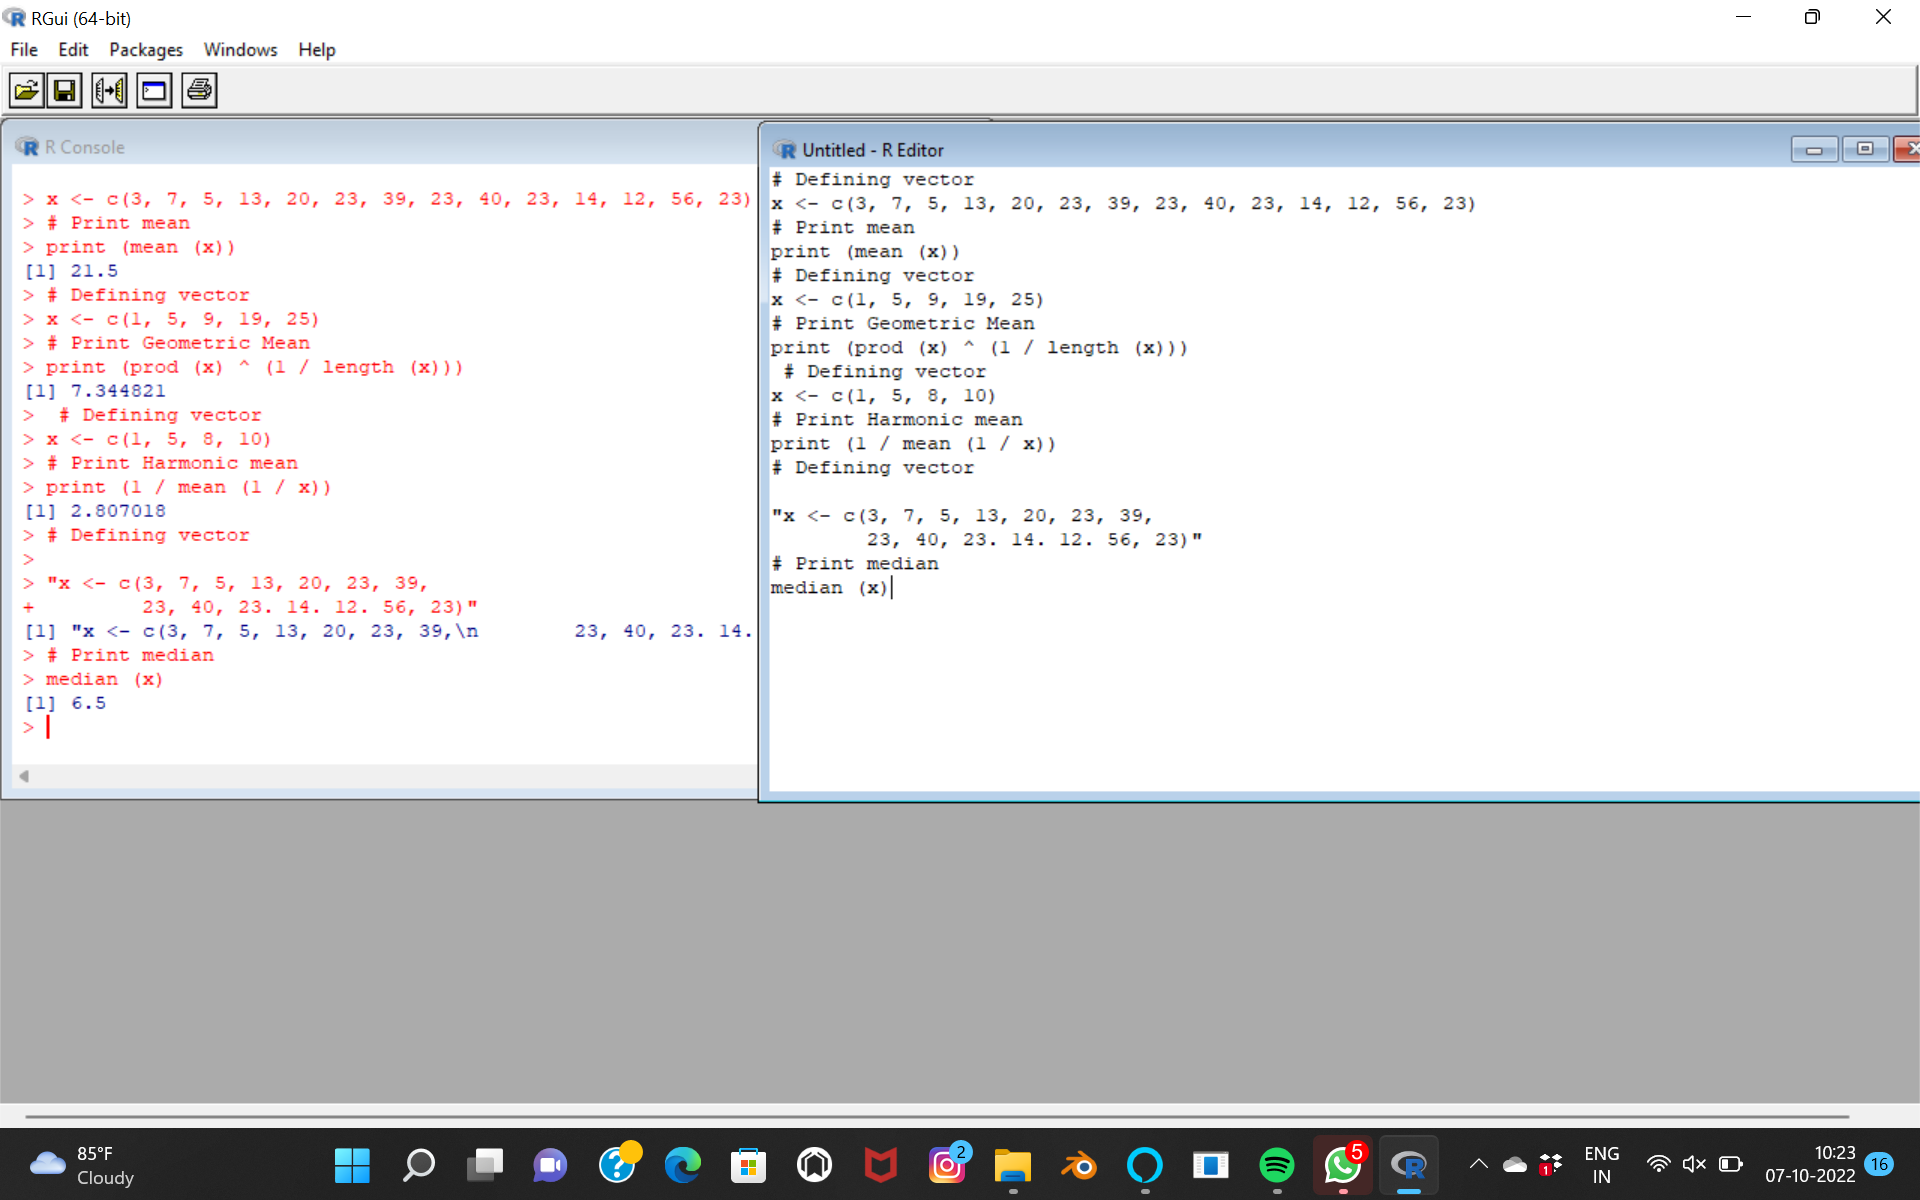 RGui (64-bit)
File Edit Packages Windows Help
R Console
> x <- c(3, 7, 5, 13, 20, 23, 39, 23, 40, 23, 14, 12, 56, 23)
> # Print mean
> print (mean (x))
[1] 21.5
> # Defining vector
> x <- c(1, 5, 9, 19, 25)
> # Print Geometric Mean
> print (prod (x) ^ (1 / length (x)))
[1] 7.344821
>  # Defining vector
> x <- c(1, 5, 8, 10)
> # Print Harmonic mean
> print (1 / mean (1 / x))
[1] 2.807018
> # Defining vector
>
> "x <- c(3, 7, 5, 13, 20, 23, 39,
+         23, 40, 23. 14. 12. 56, 23)"
[1] "x <- c(3, 7, 5, 13, 20, 23, 39,\n        23, 40, 23. 14.
> # Print median
> median (x)
[1] 6.5
>
Untitled - R Editor
# Defining vector
x <- c(3, 7, 5, 13, 20, 23, 39, 23, 40, 23, 14, 12, 56, 23)
# Print mean
print (mean (x))
# Defining vector
x <- c(1, 5, 9, 19, 25)
# Print Geometric Mean
print (prod (x) ^ (1 / length (x)))
 # Defining vector
x <- c(1, 5, 8, 10)
# Print Harmonic mean
print (1 / mean (1 / x))
# Defining vector
"x <- c(3, 7, 5, 13, 20, 23, 39,
        23, 40, 23. 14. 12. 56, 23)"
# Print median
median (x)
85°F
Cloudy
2
5
1
ENG
IN
10:23
07-10-2022
16